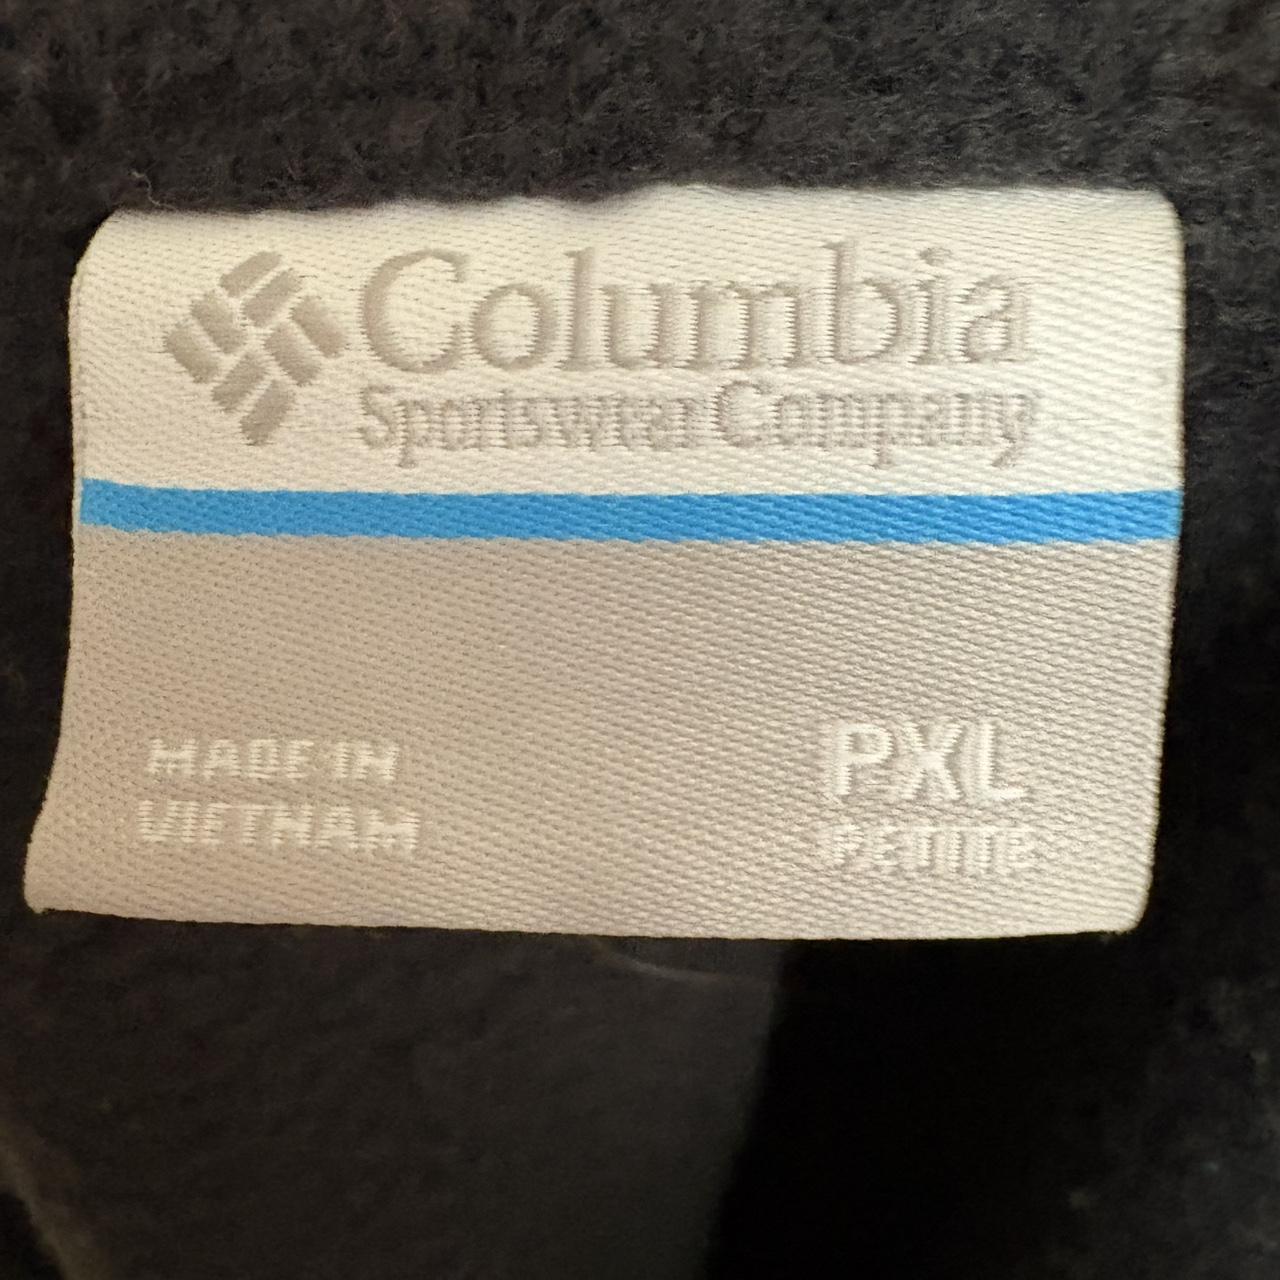 Columbia
Sportswear Company
MADE IN
VIETNAM
PXL
PETITE